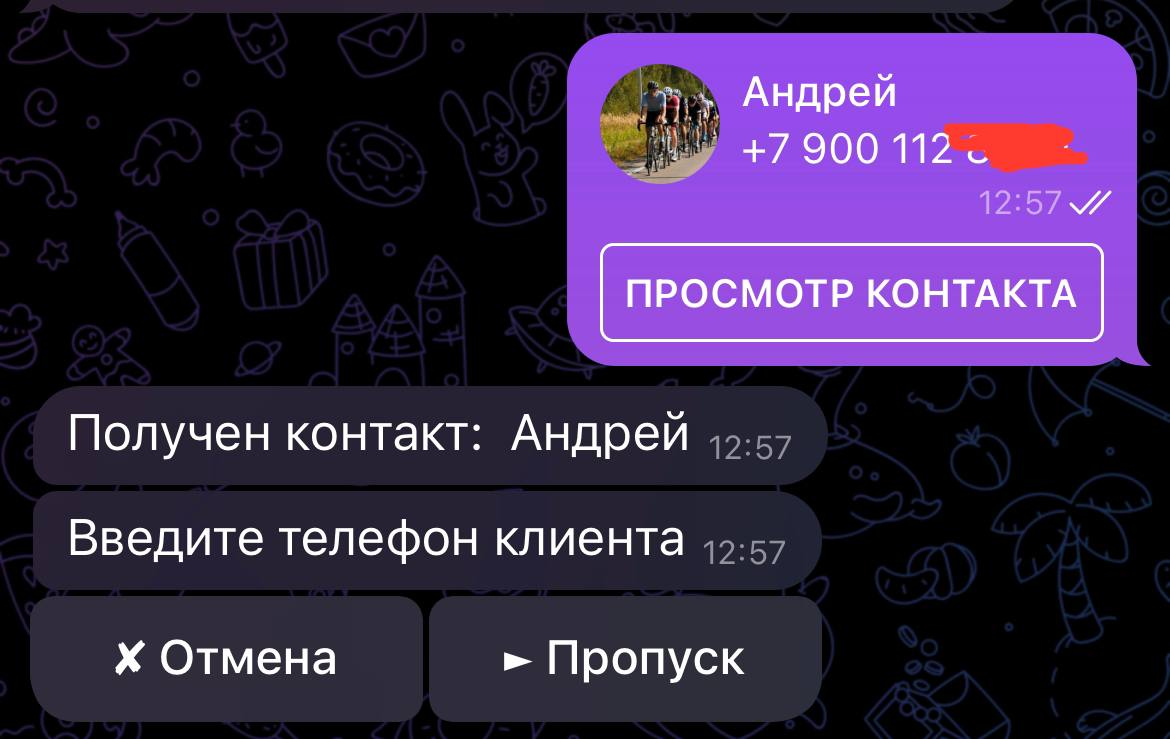 Андрей
+7 900 112
12:57
ПРОСМОТР КОНТАКТА
Получен контакт: Андрей 12:57
Введите телефон клиента 12:57
✘ Отмена ► Пропуск